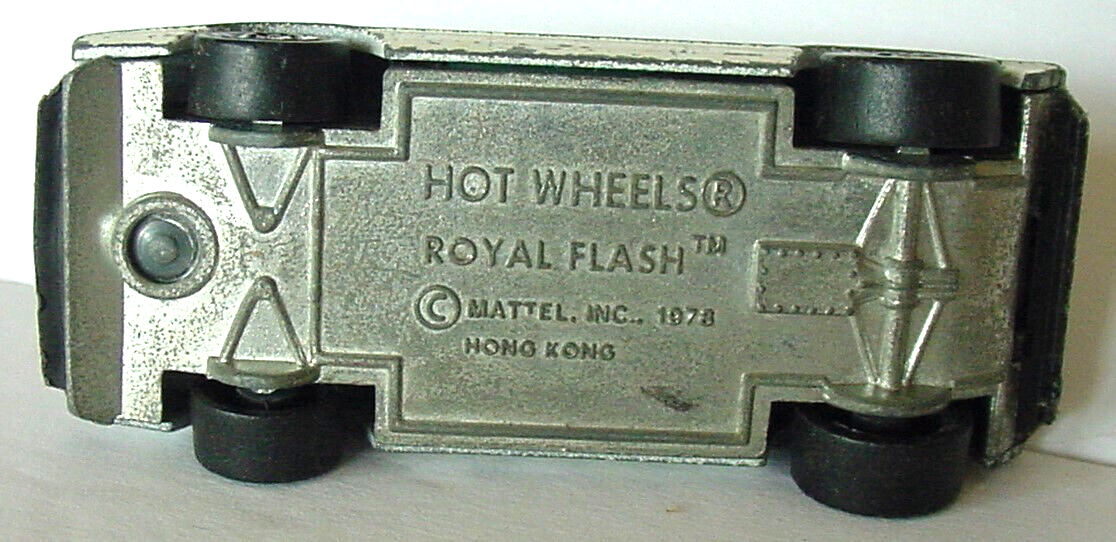 HOT WHEELS®
ROYAL FLASH™
© MATTEL, INC., 1978
HONG KONG